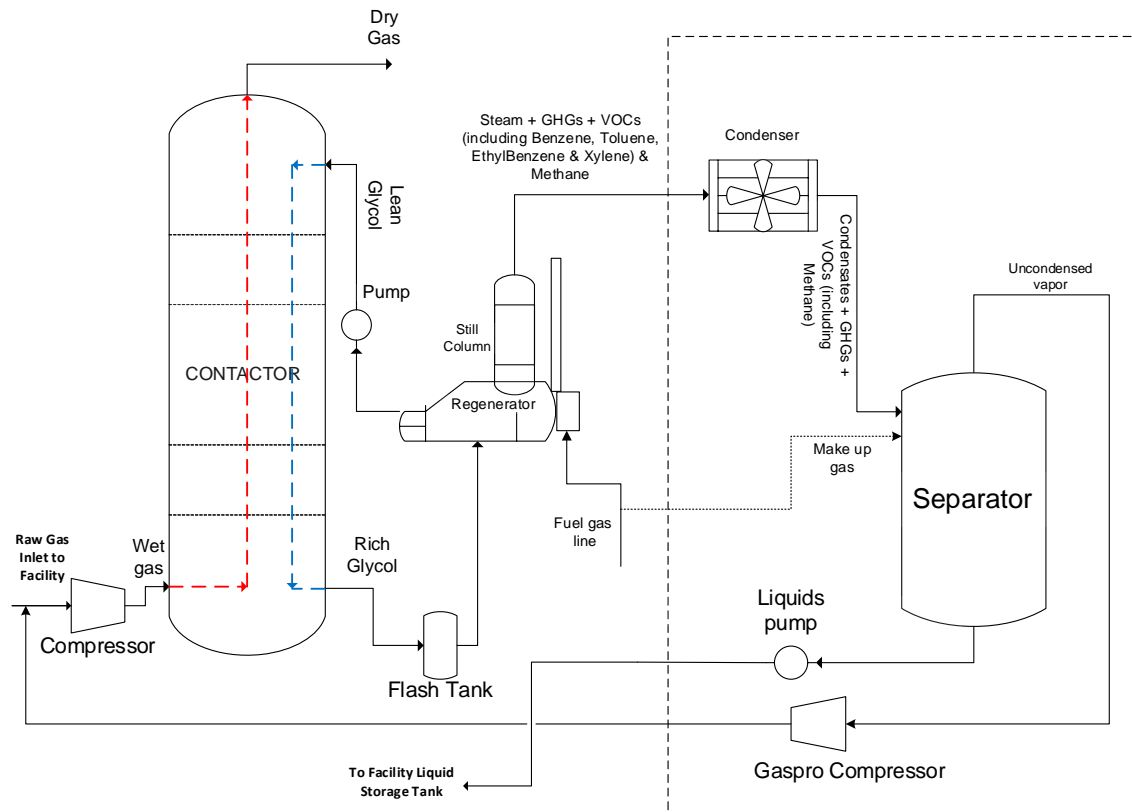 Dry
Gas
Steam + GHGs + VOCs
(including Benzene, Toluene,
EthylBenzene & Xylene) &
Methane
Condenser
Lean
Glycol
Condensates + GHGs +
VOCs (including
Methane)
Uncondensed
vapor
Pump
Still
Column
CONTACTOR
Regenerator
Make up
gas
Separator
Fuel gas
line
Raw Gas
Inlet to
Facility
Wet
gas
Rich
Glycol
Compressor
Flash Tank
Liquids
pump
To Facility Liquid
Storage Tank
Gaspro Compressor